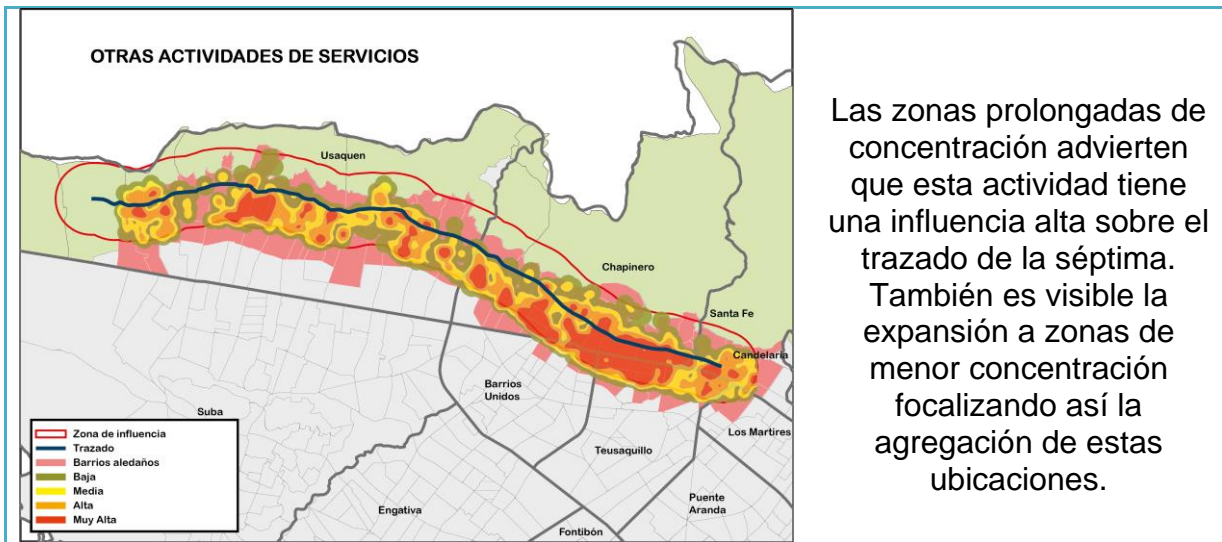 OTRAS ACTIVIDADES DE SERVICIOS
Usaquen
Chapinero
Santa Fe
Candelaria
Barrios
Unidos
Suba
Los Martires
Teusaquillo
Puente
Aranda
Engativa
Fontibón
Zona de influencia
Trazado
Barrios aledaños
Baja
Media
Alta
Muy Alta
Las zonas prolongadas de
concentración advierten
que esta actividad tiene
una influencia alta sobre el
trazado de la séptima.
También es visible la
expansión a zonas de
menor concentración
focalizando así la
agregación de estas
ubicaciones.